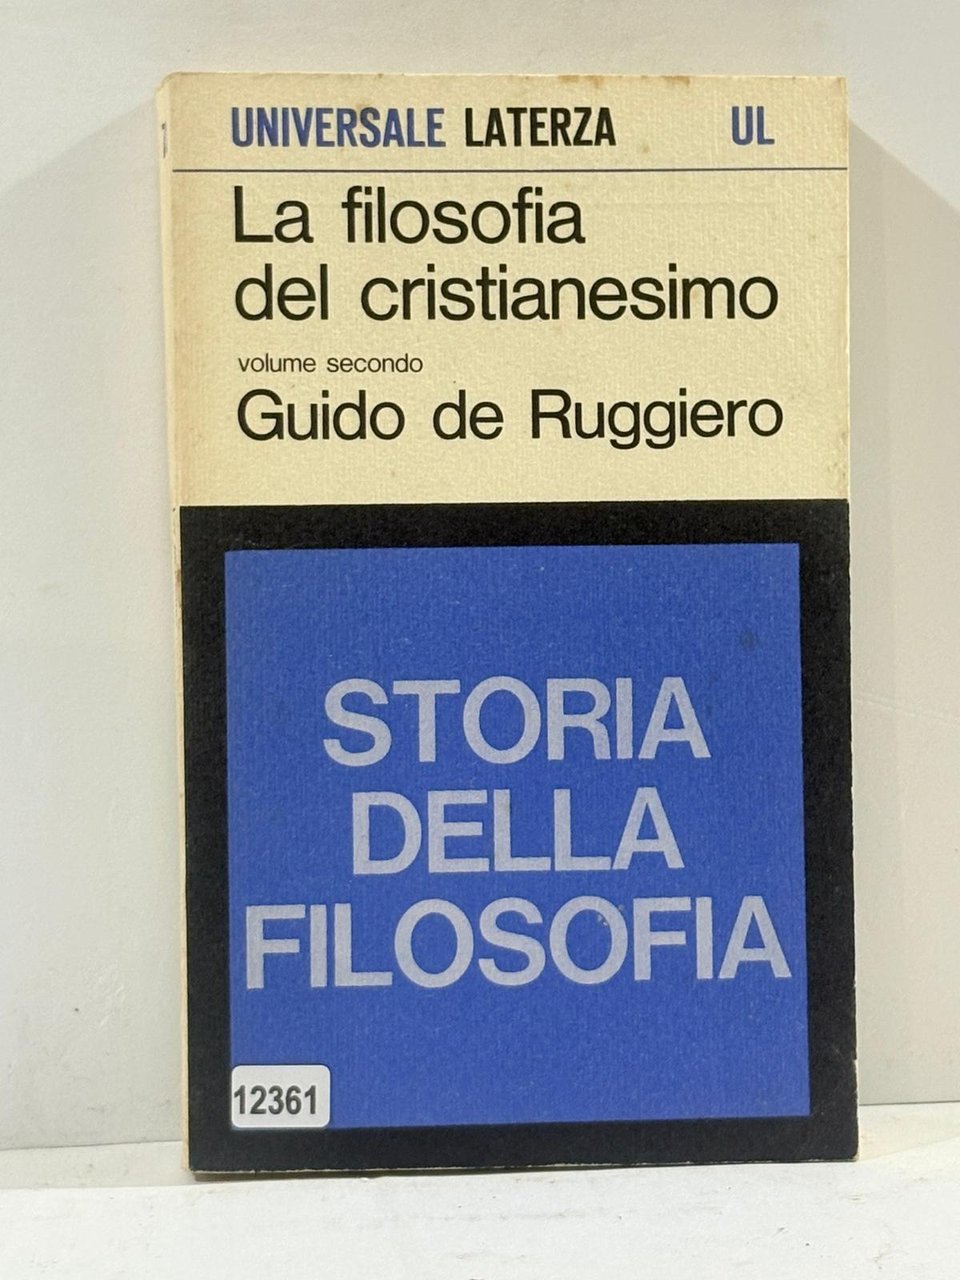 UNIVERSALE LATERZA UL
La filosofia
del cristianesimo
volume secondo
Guido de Ruggiero
STORIA
DELLA
FILOSOFIA
12361